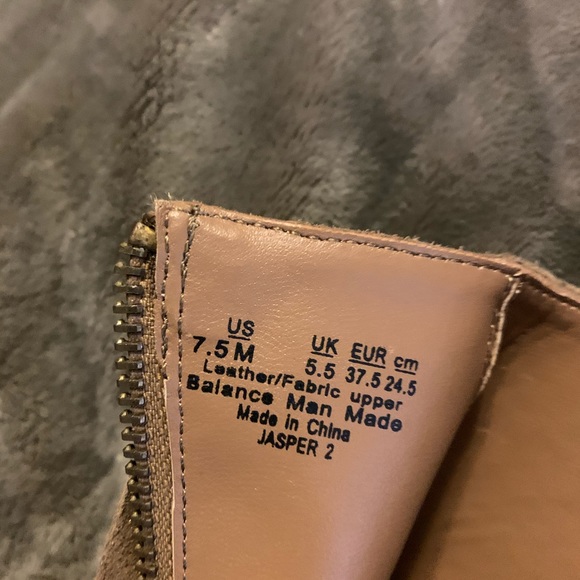 US UK EUR cm
7.5 M 5.5 37.5 24.5
Leather/Fabric upper
Balance Man Made
Made in China
JASPER 2